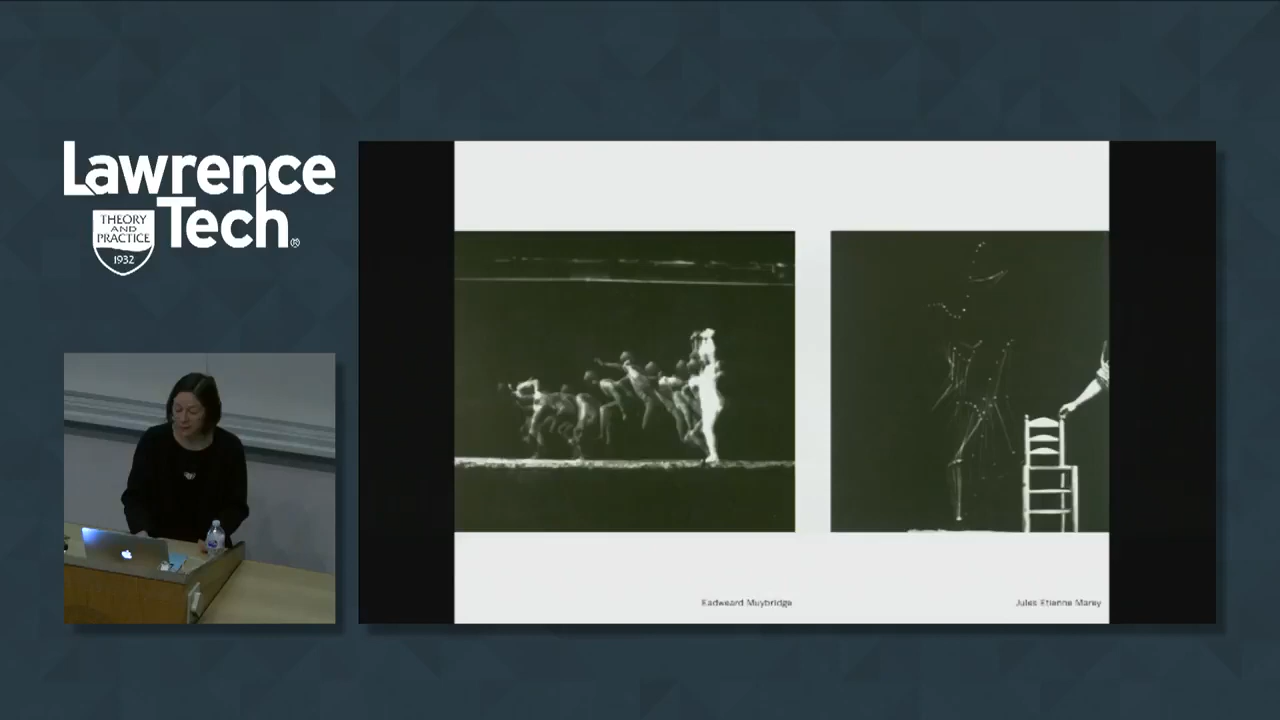 Lawrence
Tech®
THEORY
AND
PRACTICE
1932
Eadweard Muybridge
Jules Etienne Marey